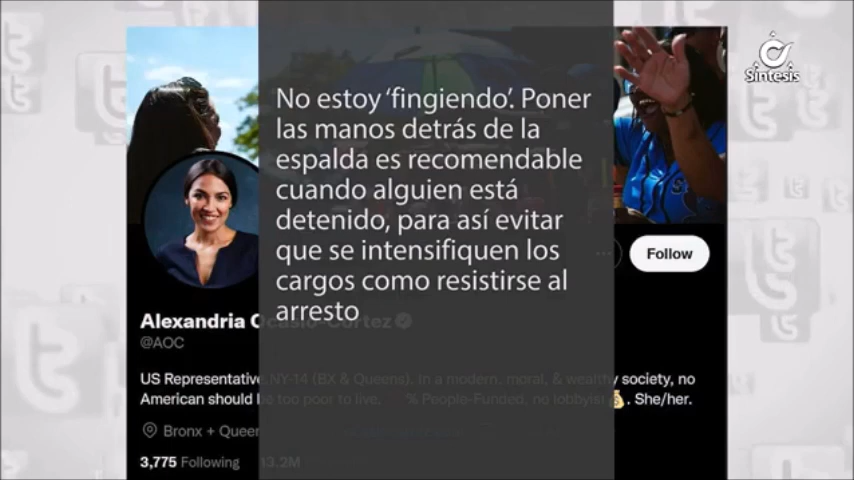 Síntesis
No estoy ‘fingiendo’. Poner
las manos detrás de la
espalda es recomendable
cuando alguien está
detenido, para así evitar
que se intensifiquen los
cargos como resistirse al
arresto
Follow
Alexandria Ocasio-Cortez
@AOC
US Representative, NY-14 (BX & Queens). In a modern, moral, & wealthy society, no
American should be too poor to live. % People-Funded, no lobbyist 💰. She/her.
Bronx + Queen
3,775 Following 13.2M